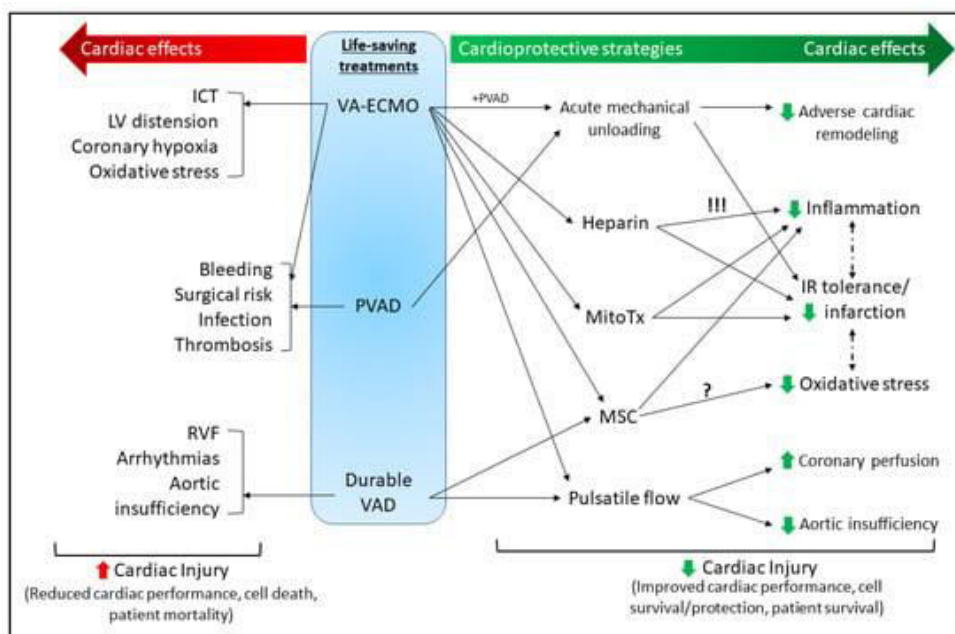 Cardiac effects
Life-saving
treatments
Cardioprotective strategies
Cardiac effects
ICT
LV distension
Coronary hypoxia
Oxidative stress
VA-ECMO
+PVAD
Acute mechanical
unloading
Adverse cardiac
remodeling
Heparin
!!!
Inflammation
Bleeding
Surgical risk
Infection
Thrombosis
PVAD
MitoTx
IR tolerance/
infarction
MSC
?
Oxidative stress
RVF
Arrhythmias
Aortic
insufficiency
Durable
VAD
Pulsatile flow
Coronary perfusion
Aortic insufficiency
Cardiac Injury
(Reduced cardiac performance, cell death,
patient mortality)
Cardiac Injury
(Improved cardiac performance, cell
survival/protection, patient survival)